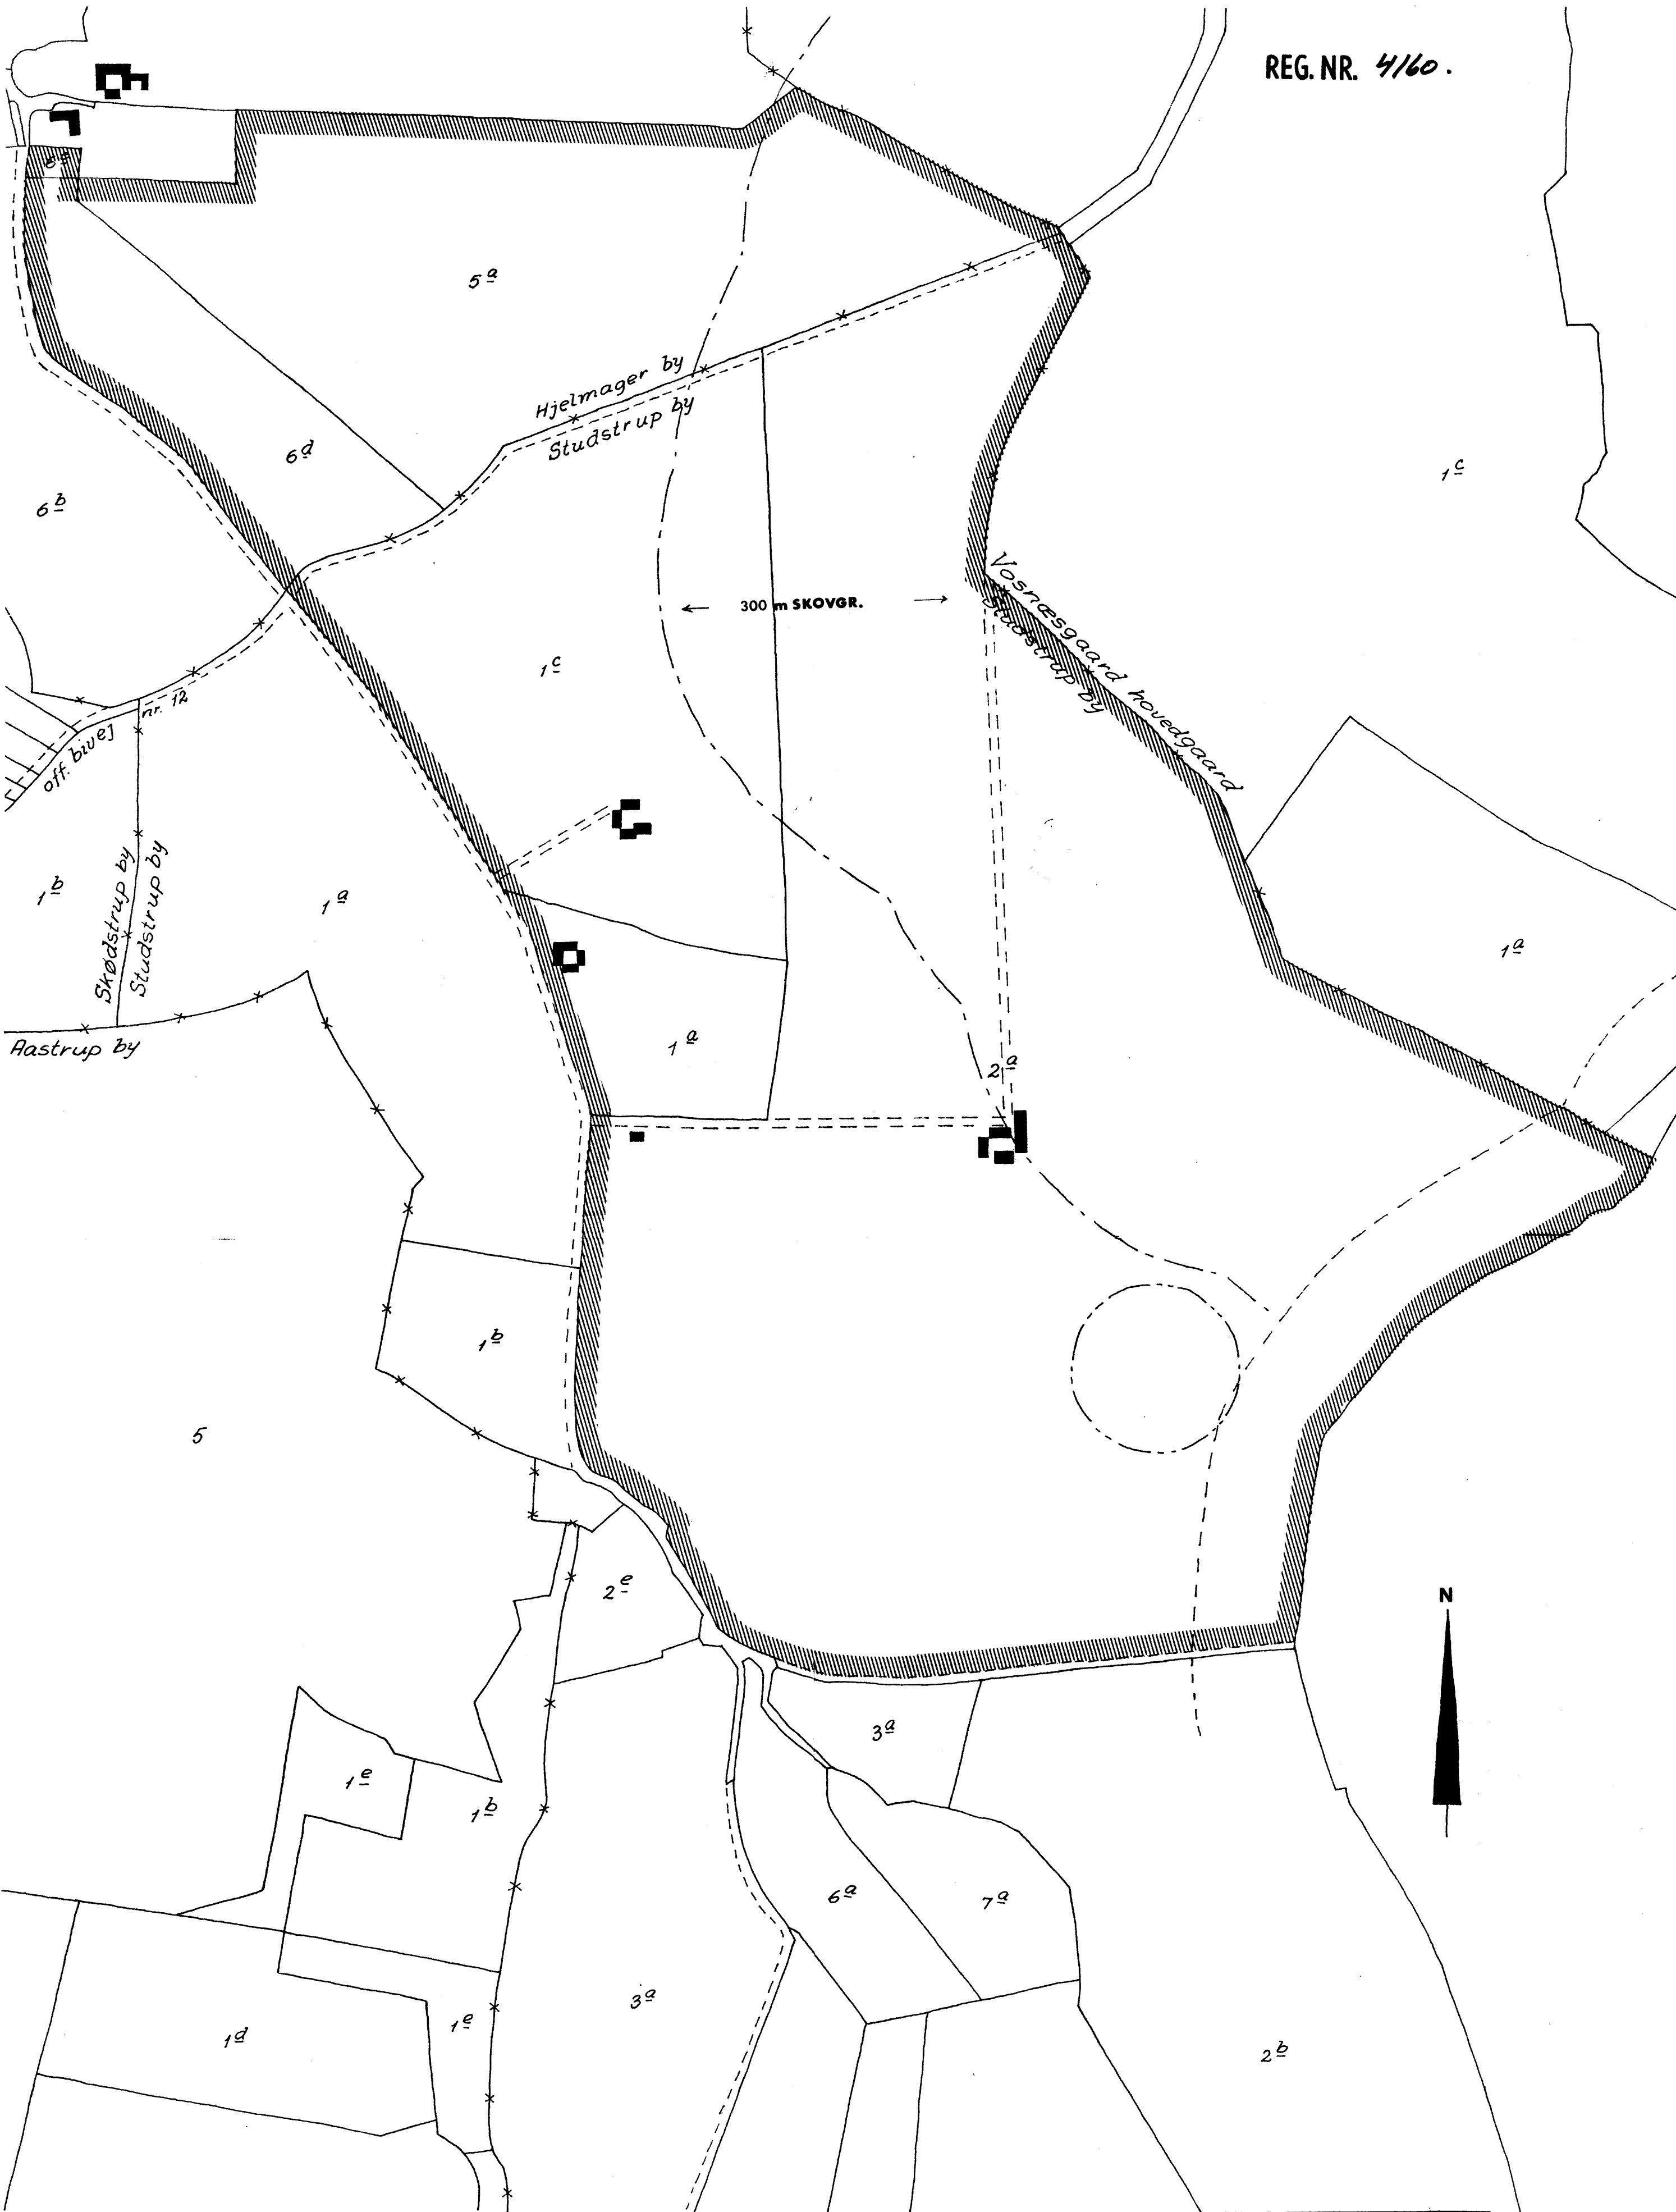 REG. NR. 4160.
5a
Hjelmager by
Studstrup by
6d
6b
1c
Vosnæsgaard hovedgaard
Studstrup by
← 300 m SKOVGR. →
1c
off. bivej nr. 12
1b
Skødstrup by
Studstrup by
1a
1a
Aastrup by
1a
2a
1b
5
2e
N
3a
1e
1b
6a
7a
3a
1e
1d
2b